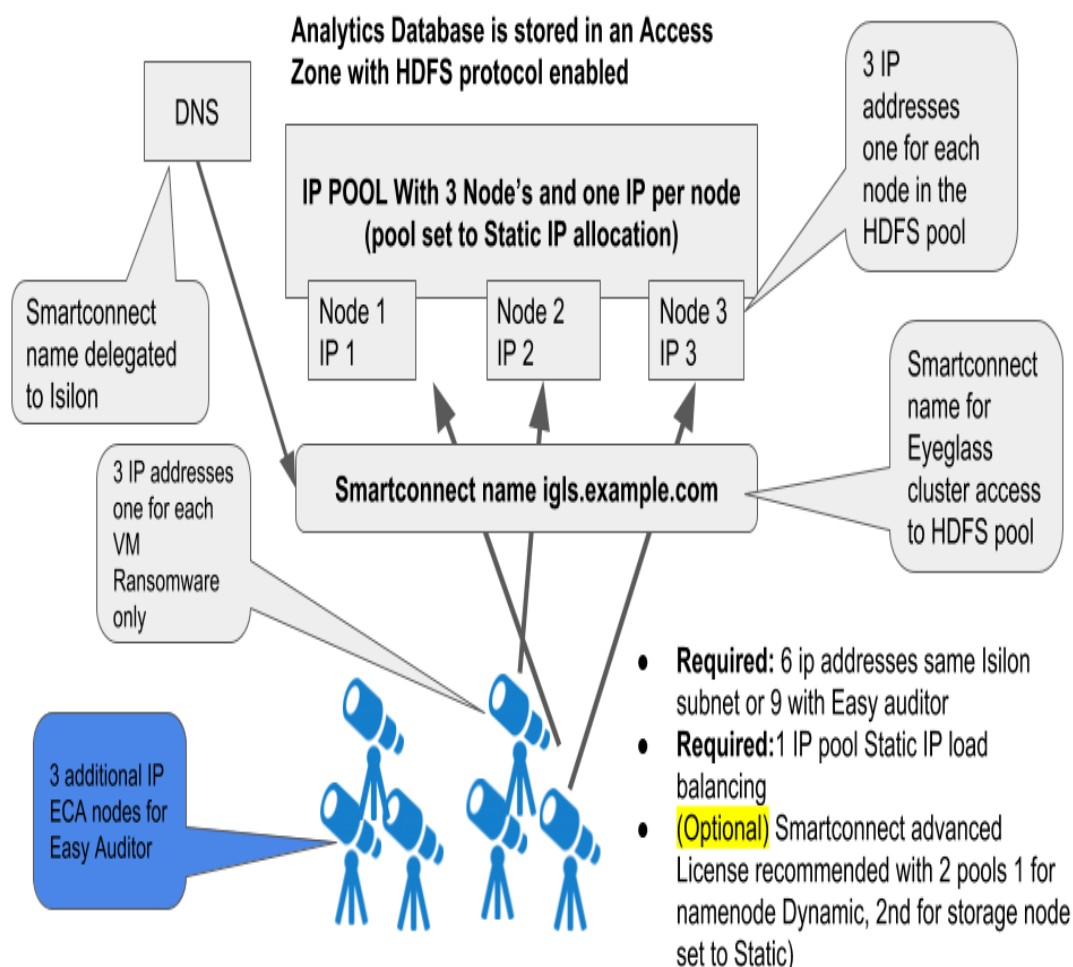 Analytics Database is stored in an Access
Zone with HDFS protocol enabled
DNS
3 IP
addresses
one for each
node in the
HDFS pool
IP POOL With 3 Node's and one IP per node
(pool set to Static IP allocation)
Node 1
IP 1
Node 2
IP 2
Node 3
IP 3
Smartconnect
name delegated
to Isilon
Smartconnect
name for
Eyeglass
cluster access
to HDFS pool
Smartconnect name igls.example.com
3 IP addresses
one for each
VM
Ransomware
only
3 additional IP
ECA nodes for
Easy Auditor
• Required: 6 ip addresses same Isilon
subnet or 9 with Easy auditor
• Required:1 IP pool Static IP load
balancing
• (Optional) Smartconnect advanced
License recommended with 2 pools 1 for
namenode Dynamic, 2nd for storage node
set to Static)